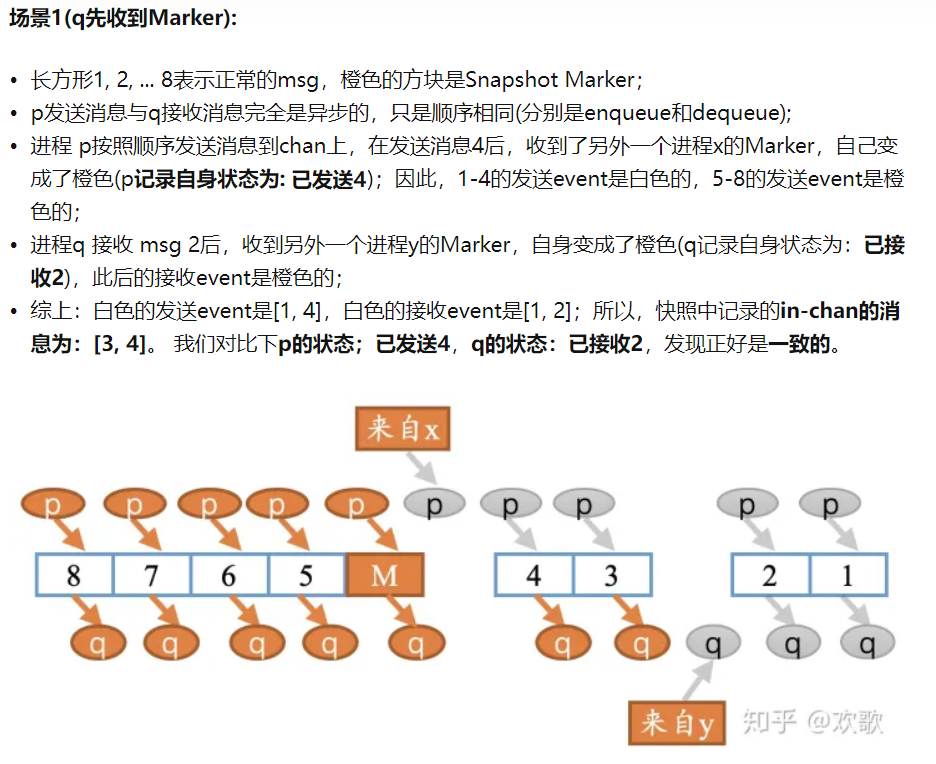 场景1(q先收到Marker):
• 长方形1, 2, ... 8表示正常的msg，橙色的方块是Snapshot Marker；
• p发送消息与q接收消息完全是异步的，只是顺序相同(分别是enqueue和dequeue);
• 进程 p按照顺序发送消息到chan上，在发送消息4后，收到了另外一个进程x的Marker，自己变
成了橙色(p记录自身状态为: 已发送4)；因此，1-4的发送event是白色的，5-8的发送event是橙
色的；
• 进程q 接收 msg 2后，收到另外一个进程y的Marker，自身变成了橙色(q记录自身状态为：已接
收2)，此后的接收event是橙色的；
• 综上：白色的发送event是[1, 4]，白色的接收event是[1, 2]；所以，快照中记录的in-chan的消
息为：[3, 4]。 我们对比下p的状态；已发送4，q的状态：已接收2，发现正好是一致的。
来自x
p p p p p p p p p p
8 7 6 5 M 4 3 2 1
q q q q q q q q q q
来自y
知乎 @欢歌